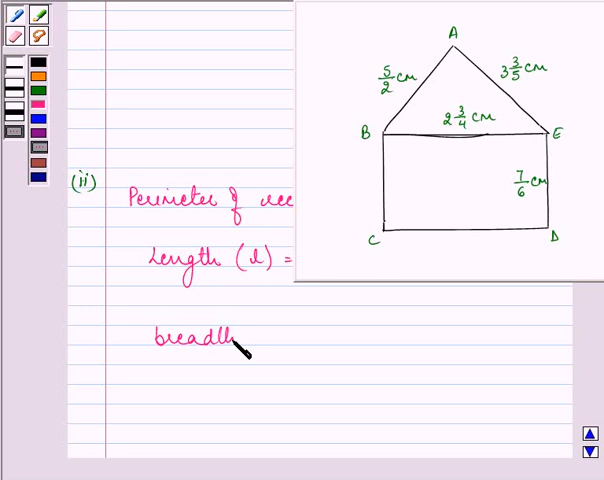 A
5/2 cm
3 3/5 cm
2 3/4 cm
B
E
7/6 cm
C
D
(ii)
Perimeter of rec
Length (l) =
breadth